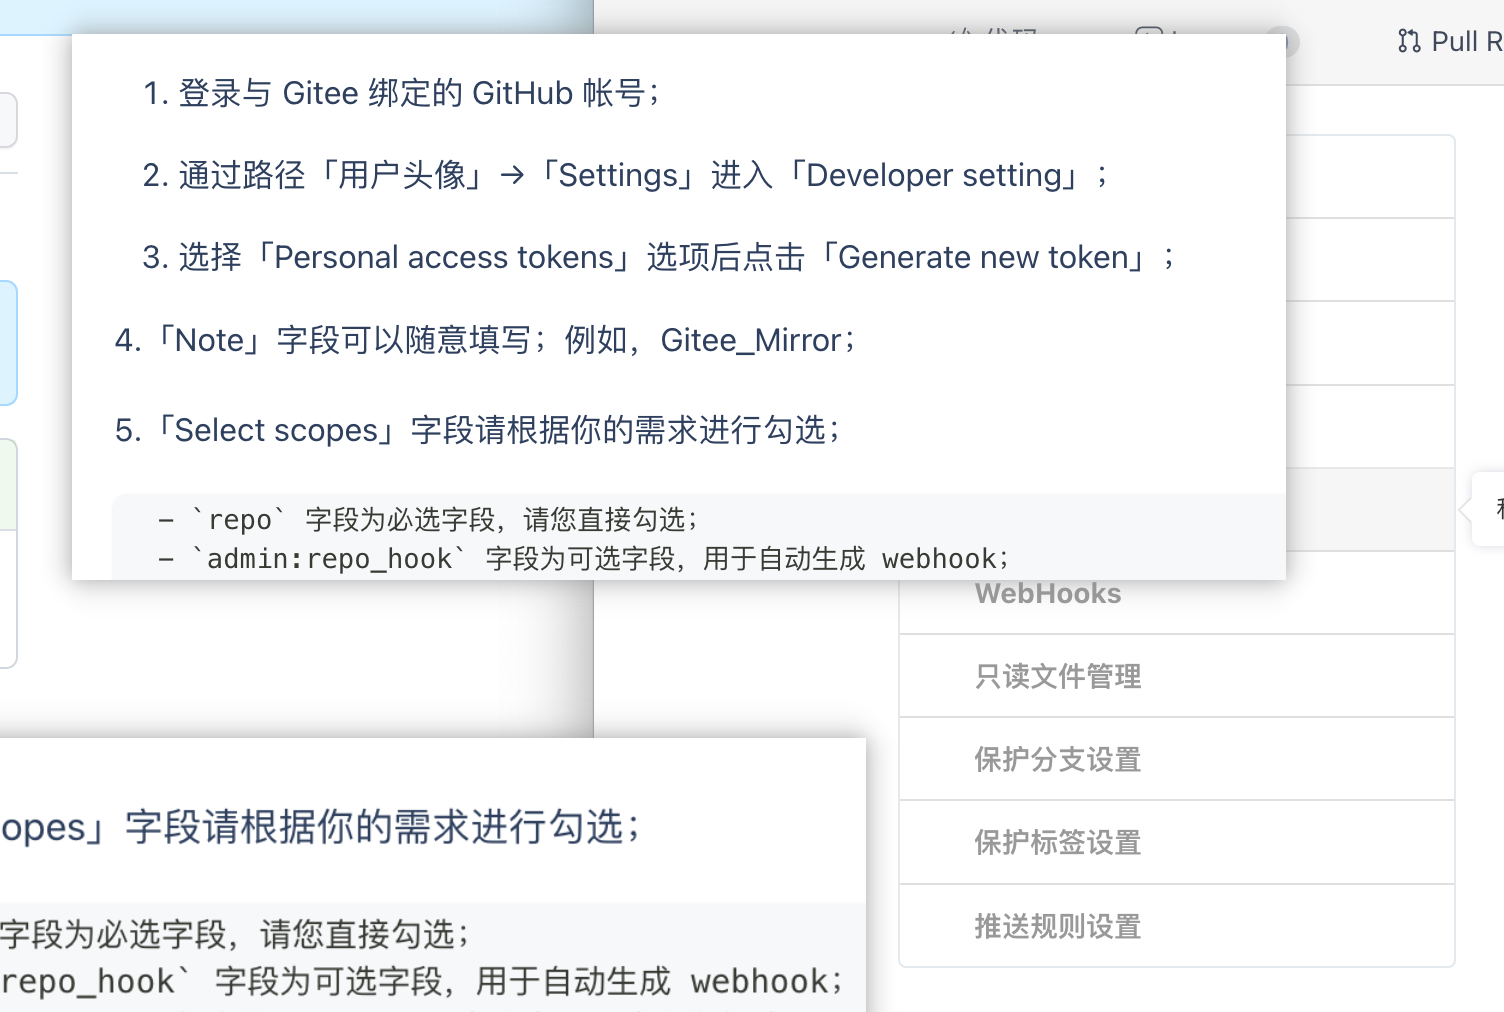 Pull R
1. 登录与 Gitee 绑定的 GitHub 帐号；
2. 通过路径「用户头像」→「Settings」进入「Developer setting」；
3. 选择「Personal access tokens」选项后点击「Generate new token」；
4.「Note」字段可以随意填写；例如，Gitee_Mirror；
5.「Select scopes」字段请根据你的需求进行勾选；
- `repo` 字段为必选字段，请您直接勾选；
- `admin:repo_hook` 字段为可选字段，用于自动生成 webhook；
WebHooks
只读文件管理
保护分支设置
保护标签设置
推送规则设置
opes」字段请根据你的需求进行勾选；
字段为必选字段，请您直接勾选；
repo_hook` 字段为可选字段，用于自动生成 webhook；